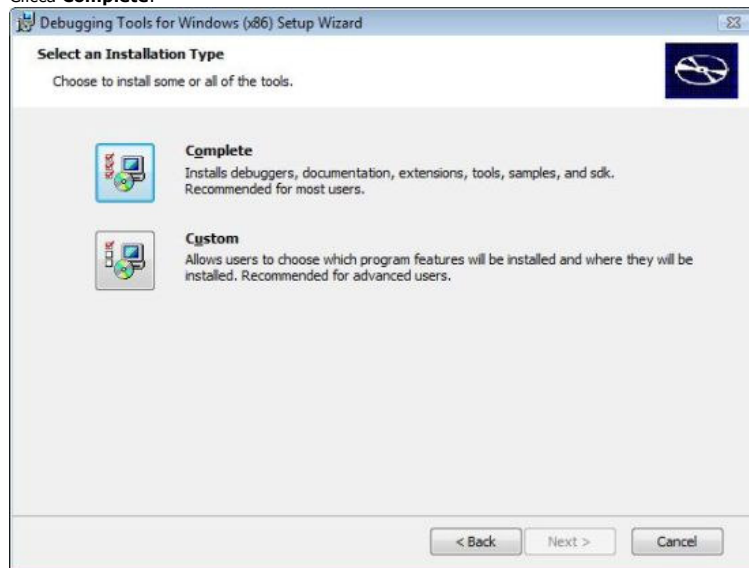 Clicca Complete.
Debugging Tools for Windows (x86) Setup Wizard
Select an Installation Type
Choose to install some or all of the tools.
Complete
Installs debuggers, documentation, extensions, tools, samples, and sdk.
Recommended for most users.
Custom
Allows users to choose which program features will be installed and where they will be
installed. Recommended for advanced users.
< Back Next > Cancel